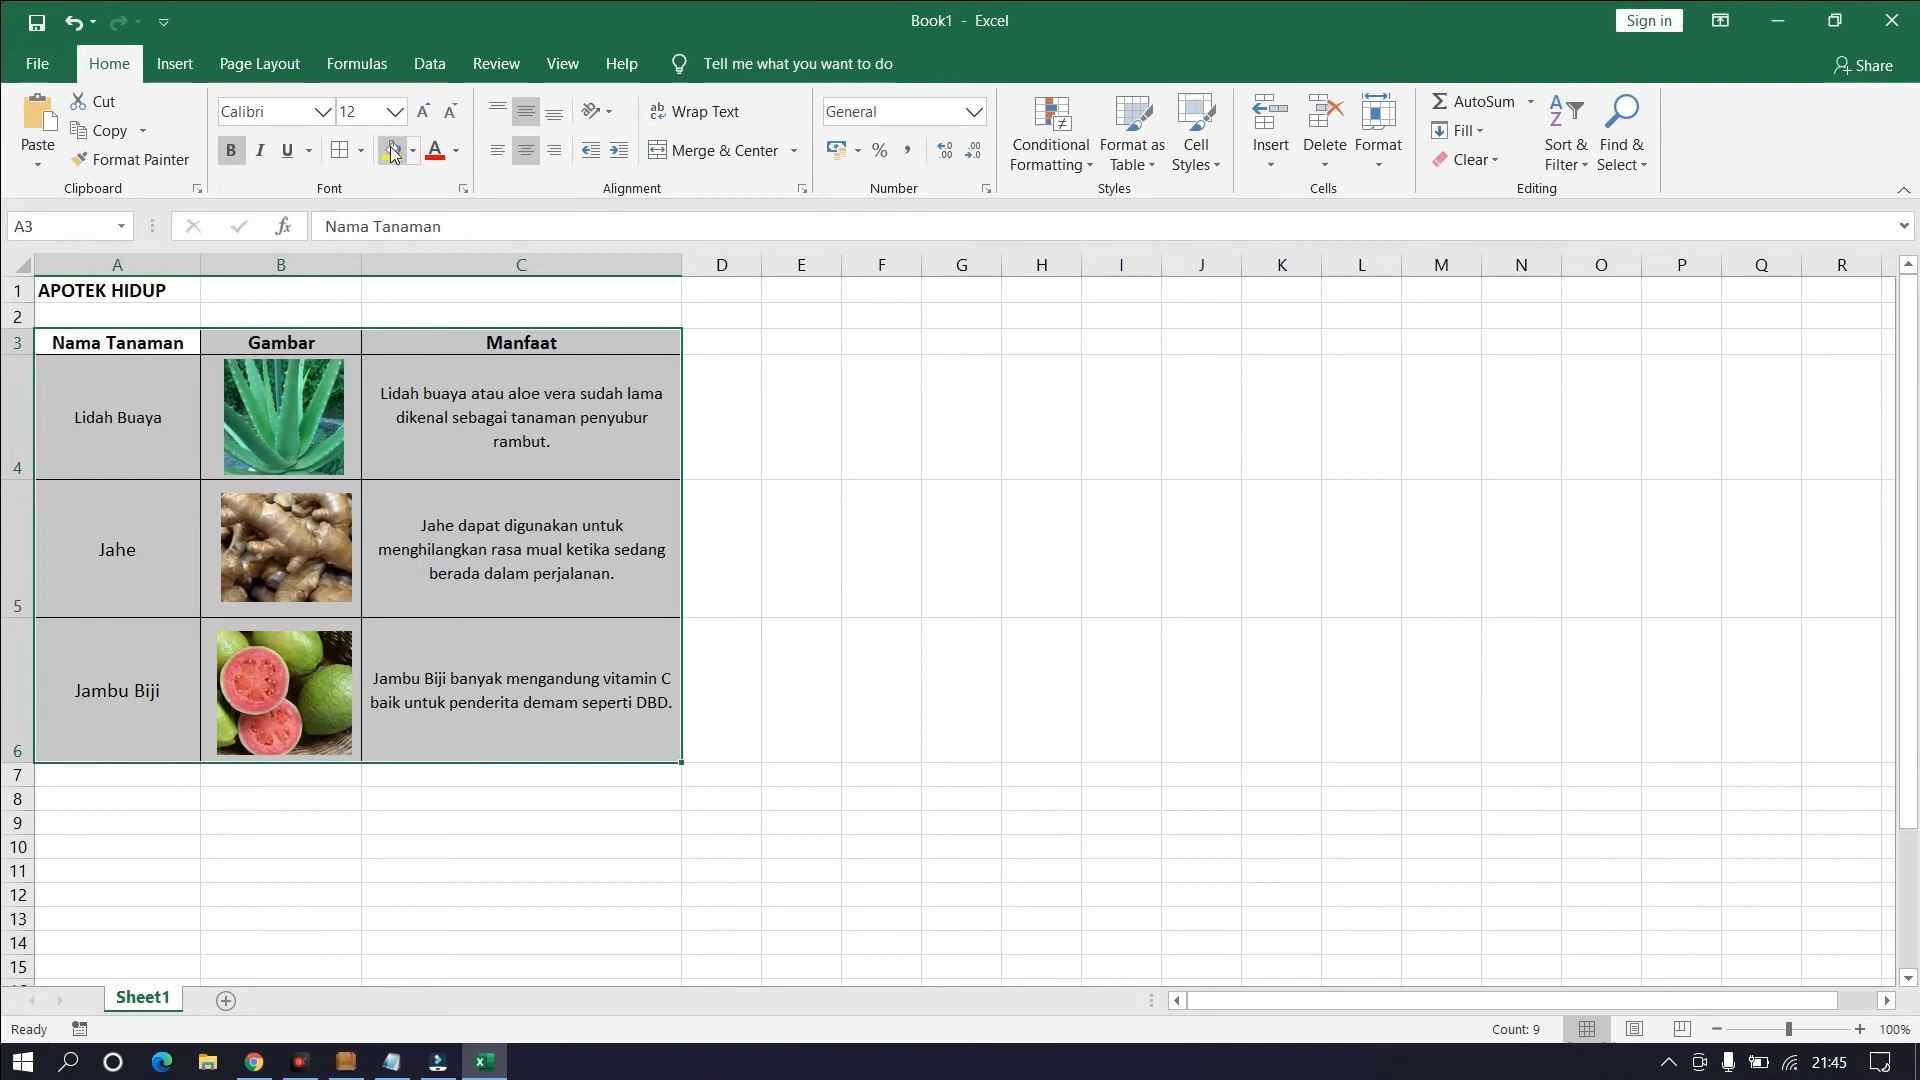 Book1 - Excel
Sign in
File Home Insert Page Layout Formulas Data Review View Help Tell me what you want to do Share
Paste
Cut
Copy
Format Painter
Clipboard
Calibri 12
B I U
Font
Wrap Text
Merge & Center
Alignment
General
%
Number
Conditional Formatting
Format as Table
Cell Styles
Styles
Insert Delete Format
Cells
AutoSum
Fill
Clear
Sort & Filter
Find & Select
Editing
A3 fx Nama Tanaman
A B C D E F G H I J K L M N O P Q R
1 APOTEK HIDUP
2
3 Nama Tanaman Gambar Manfaat
4 Lidah Buaya
Lidah buaya atau aloe vera sudah lama
dikenal sebagai tanaman penyubur
rambut.
5 Jahe
Jahe dapat digunakan untuk
menghilangkan rasa mual ketika sedang
berada dalam perjalanan.
6 Jambu Biji
Jambu Biji banyak mengandung vitamin C
baik untuk penderita demam seperti DBD.
7
8
9
10
11
12
13
14
15
Sheet1
Ready Count: 9 100%
21:45